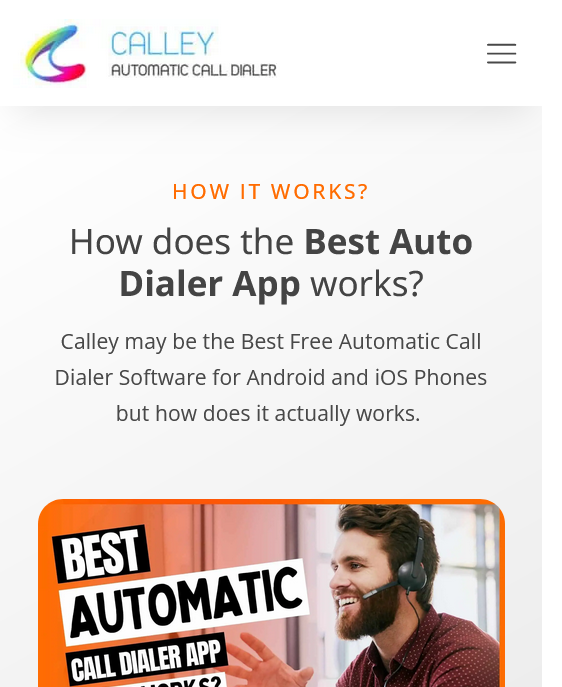 CALLEY
AUTOMATIC CALL DIALER
HOW IT WORKS?
How does the Best Auto
Dialer App works?
Calley may be the Best Free Automatic Call
Dialer Software for Android and iOS Phones
but how does it actually works.
BEST
AUTOMATIC
CALL DIALER APP
WORKS?